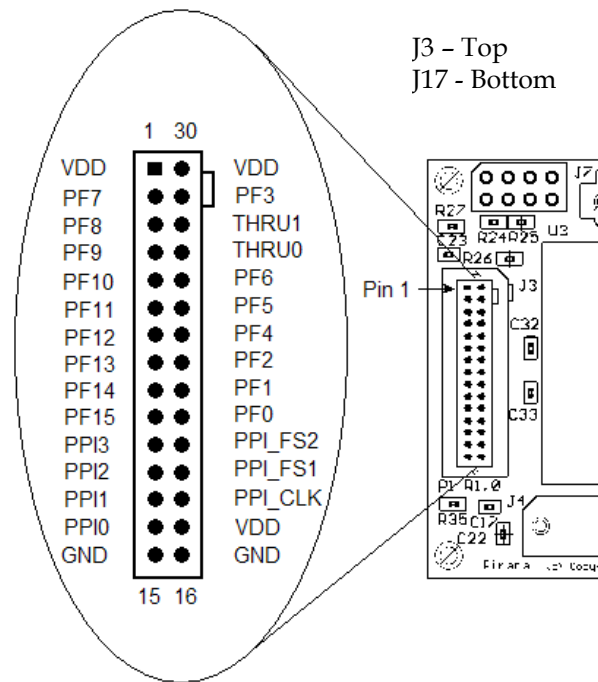 J3 – Top
J17 - Bottom
1 30
VDD VDD
PF7 PF3
PF8 THRU1
PF9 THRU0
PF10 PF6
PF11 PF5
PF12 PF4
PF13 PF2
PF14 PF1
PF15 PF0
PPI3 PPI_FS2
PPI2 PPI_FS1
PPI1 PPI_CLK
PPI0 VDD
GND GND
15 16
J7
R27
R24 R25 U3
C23 R26
Pin 1 J3
C32
C33
P1 R1.0
R35 C17 J4
C22
(c) Copy